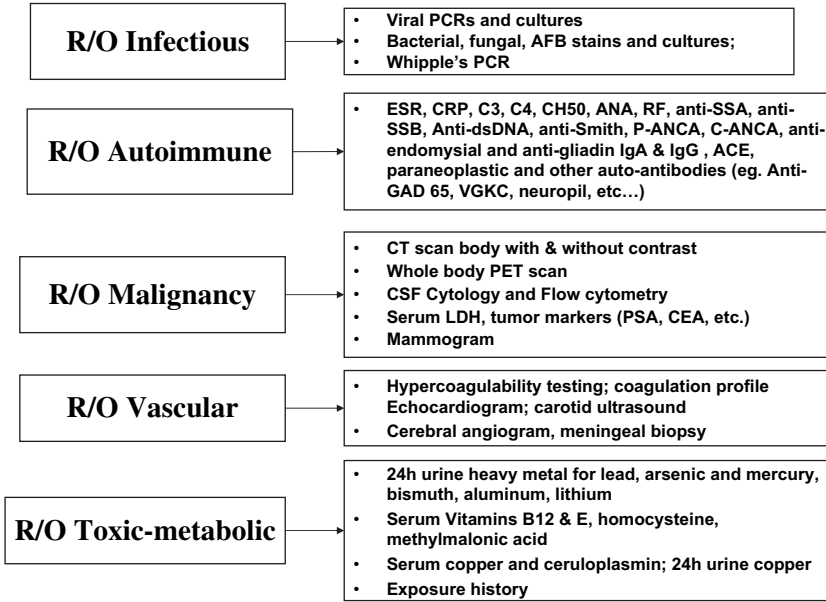 R/O Infectious
• Viral PCRs and cultures
• Bacterial, fungal, AFB stains and cultures;
• Whipple's PCR
R/O Autoimmune
• ESR, CRP, C3, C4, CH50, ANA, RF, anti-SSA, anti-
SSB, Anti-dsDNA, anti-Smith, P-ANCA, C-ANCA, anti-
endomysial and anti-gliadin IgA & IgG , ACE,
paraneoplastic and other auto-antibodies (eg. Anti-
GAD 65, VGKC, neuropil, etc…)
R/O Malignancy
• CT scan body with & without contrast
• Whole body PET scan
• CSF Cytology and Flow cytometry
• Serum LDH, tumor markers (PSA, CEA, etc.)
• Mammogram
R/O Vascular
• Hypercoagulability testing; coagulation profile
Echocardiogram; carotid ultrasound
• Cerebral angiogram, meningeal biopsy
R/O Toxic-metabolic
• 24h urine heavy metal for lead, arsenic and mercury,
bismuth, aluminum, lithium
• Serum Vitamins B12 & E, homocysteine,
methylmalonic acid
• Serum copper and ceruloplasmin; 24h urine copper
• Exposure history